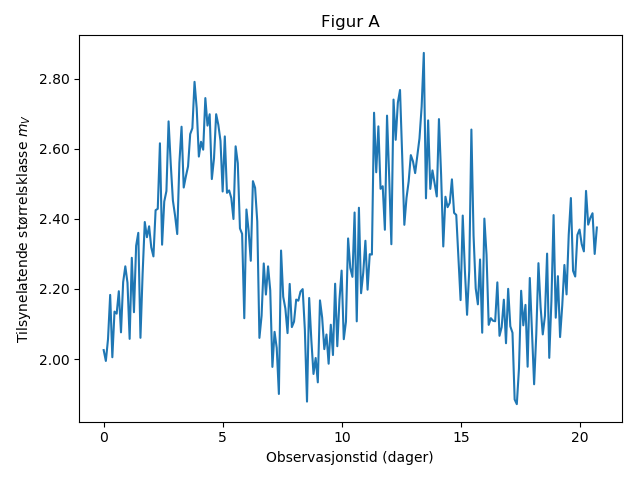 Figur A
Tilsynelatende størrelsklasse m_V
2.80
2.60
2.40
2.20
2.00
0 5 10 15 20
Observasjonstid (dager)